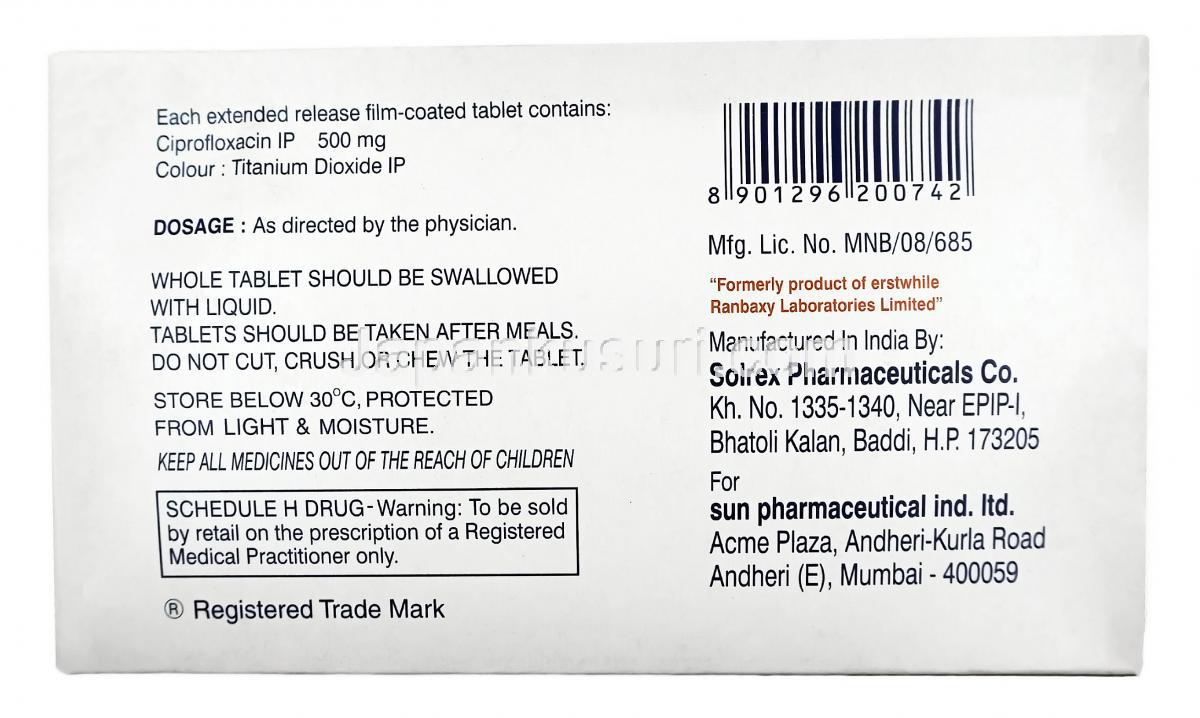 Each extended release film-coated tablet contains:
Ciprofloxacin IP 500 mg
Colour : Titanium Dioxide IP
DOSAGE : As directed by the physician.
WHOLE TABLET SHOULD BE SWALLOWED
WITH LIQUID.
TABLETS SHOULD BE TAKEN AFTER MEALS.
DO NOT CUT, CRUSH OR CHEW THE TABLET.
STORE BELOW 30°C, PROTECTED
FROM LIGHT & MOISTURE.
KEEP ALL MEDICINES OUT OF THE REACH OF CHILDREN
SCHEDULE H DRUG-Warning: To be sold
by retail on the prescription of a Registered
Medical Practitioner only.
® Registered Trade Mark
8 901296 200742
Mfg. Lic. No. MNB/08/685
"Formerly product of erstwhile
Ranbaxy Laboratories Limited"
Manufactured In India By:
Solrex Pharmaceuticals Co.
Kh. No. 1335-1340, Near EPIP-I,
Bhatoli Kalan, Baddi, H.P. 173205
For
sun pharmaceutical ind. ltd.
Acme Plaza, Andheri-Kurla Road
Andheri (E), Mumbai - 400059
Japankusuri.com